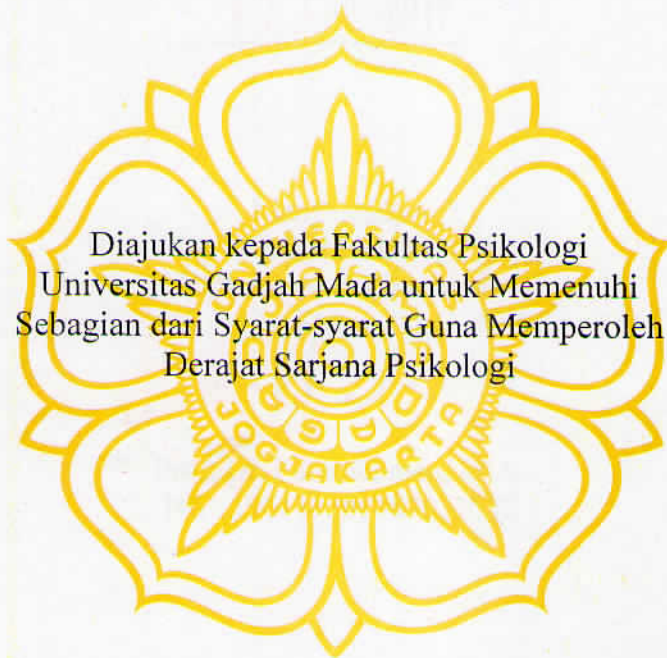 Diajukan kepada Fakultas Psikologi
Universitas Gadjah Mada untuk Memenuhi
Sebagian dari Syarat-syarat Guna Memperoleh
Derajat Sarjana Psikologi
JOGJAKARTA